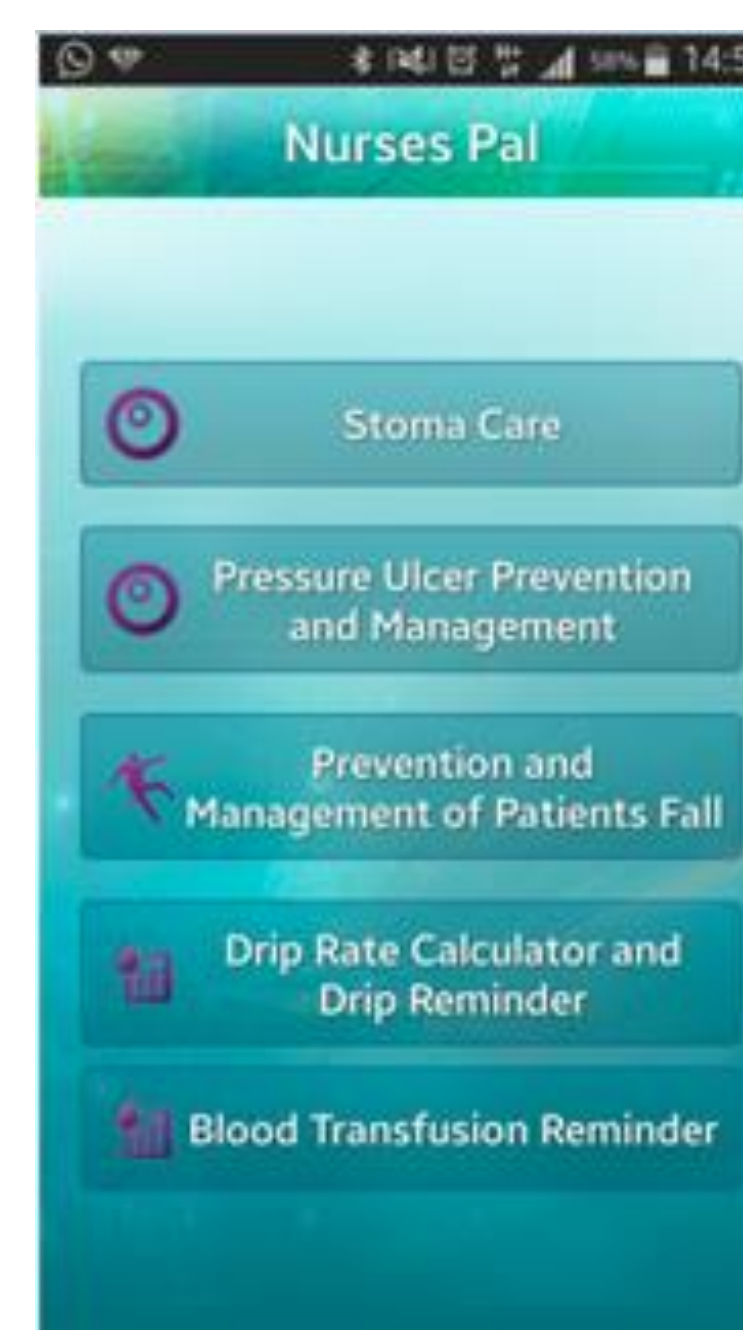 58% 14:5
Nurses Pal
Stoma Care
Pressure Ulcer Prevention
and Management
Prevention and
Management of Patients Fall
Drip Rate Calculator and
Drip Reminder
Blood Transfusion Reminder